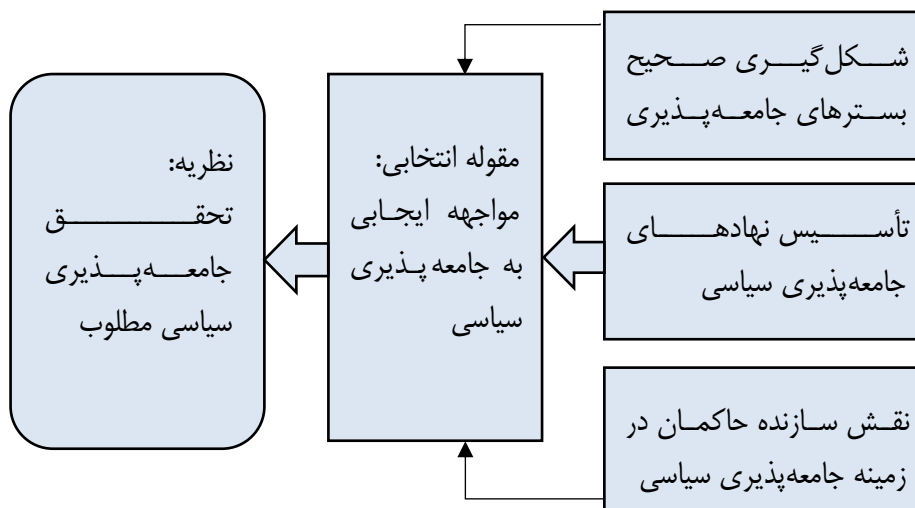 شکل‌گیری صحیح
بسترهای جامعه‌پذیری
تأسیس نهادهای
جامعه‌پذیری سیاسی
نقش سازنده حاکمان در
زمینه جامعه‌پذیری سیاسی
مقوله انتخابی:
مواجهه ایجابی
به جامعه پذیری
سیاسی
نظریه:
تحقق
جامعه‌پذیری
سیاسی مطلوب